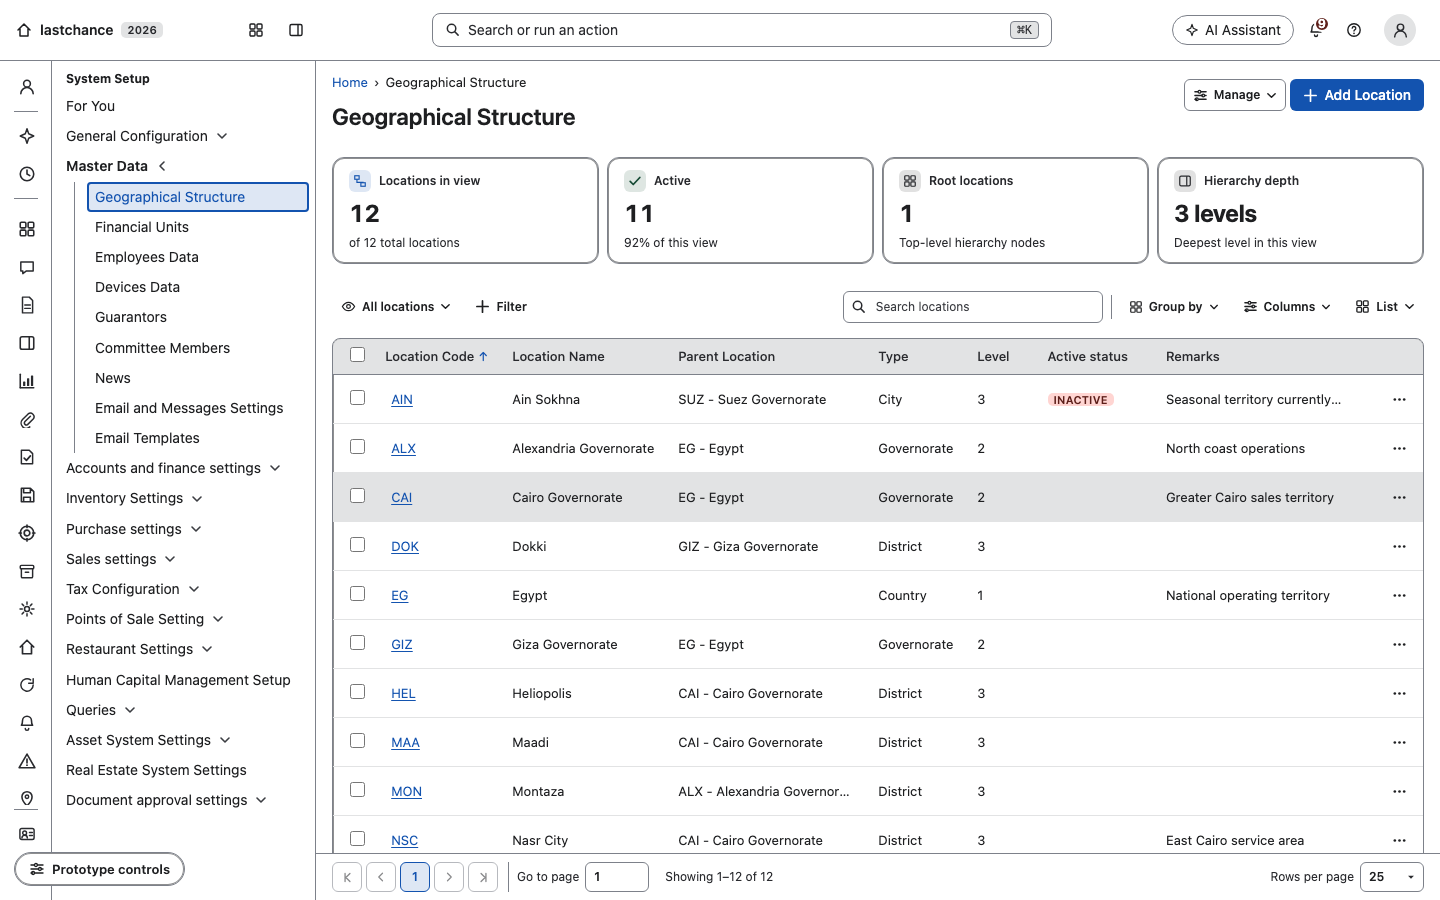 lastchance 2026
Search or run an action ⌘K
AI Assistant
9
System Setup
For You
General Configuration
Master Data
Geographical Structure
Financial Units
Employees Data
Devices Data
Guarantors
Committee Members
News
Email and Messages Settings
Email Templates
Accounts and finance settings
Inventory Settings
Purchase settings
Sales settings
Tax Configuration
Points of Sale Setting
Restaurant Settings
Human Capital Management Setup
Queries
Asset System Settings
Real Estate System Settings
Document approval settings
Prototype controls
Home › Geographical Structure
Geographical Structure
Manage
Add Location
Locations in view
12
of 12 total locations
Active
11
92% of this view
Root locations
1
Top-level hierarchy nodes
Hierarchy depth
3 levels
Deepest level in this view
All locations
Filter
Search locations
Group by
Columns
List
Location Code Location Name Parent Location Type Level Active status Remarks
AIN Ain Sokhna SUZ - Suez Governorate City 3 INACTIVE Seasonal territory currently...
ALX Alexandria Governorate EG - Egypt Governorate 2 North coast operations
CAI Cairo Governorate EG - Egypt Governorate 2 Greater Cairo sales territory
DOK Dokki GIZ - Giza Governorate District 3
EG Egypt Country 1 National operating territory
GIZ Giza Governorate EG - Egypt Governorate 2
HEL Heliopolis CAI - Cairo Governorate District 3
MAA Maadi CAI - Cairo Governorate District 3
MON Montaza ALX - Alexandria Governor... District 3
NSC Nasr City CAI - Cairo Governorate District 3 East Cairo service area
1
Go to page 1
Showing 1–12 of 12
Rows per page 25